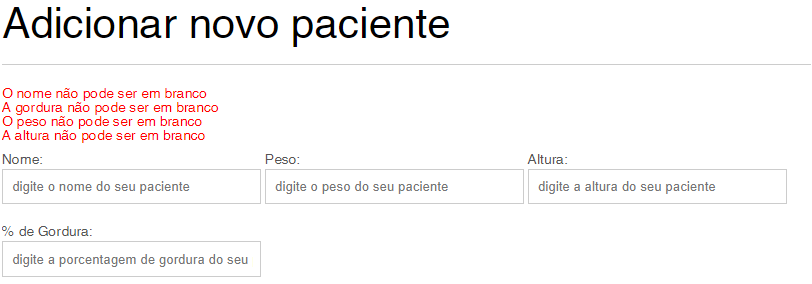 Adicionar novo paciente
O nome não pode ser em branco
A gordura não pode ser em branco
O peso não pode ser em branco
A altura não pode ser em branco
Nome: Peso: Altura:
digite o nome do seu paciente digite o peso do seu paciente digite a altura do seu paciente
% de Gordura:
digite a porcentagem de gordura do seu